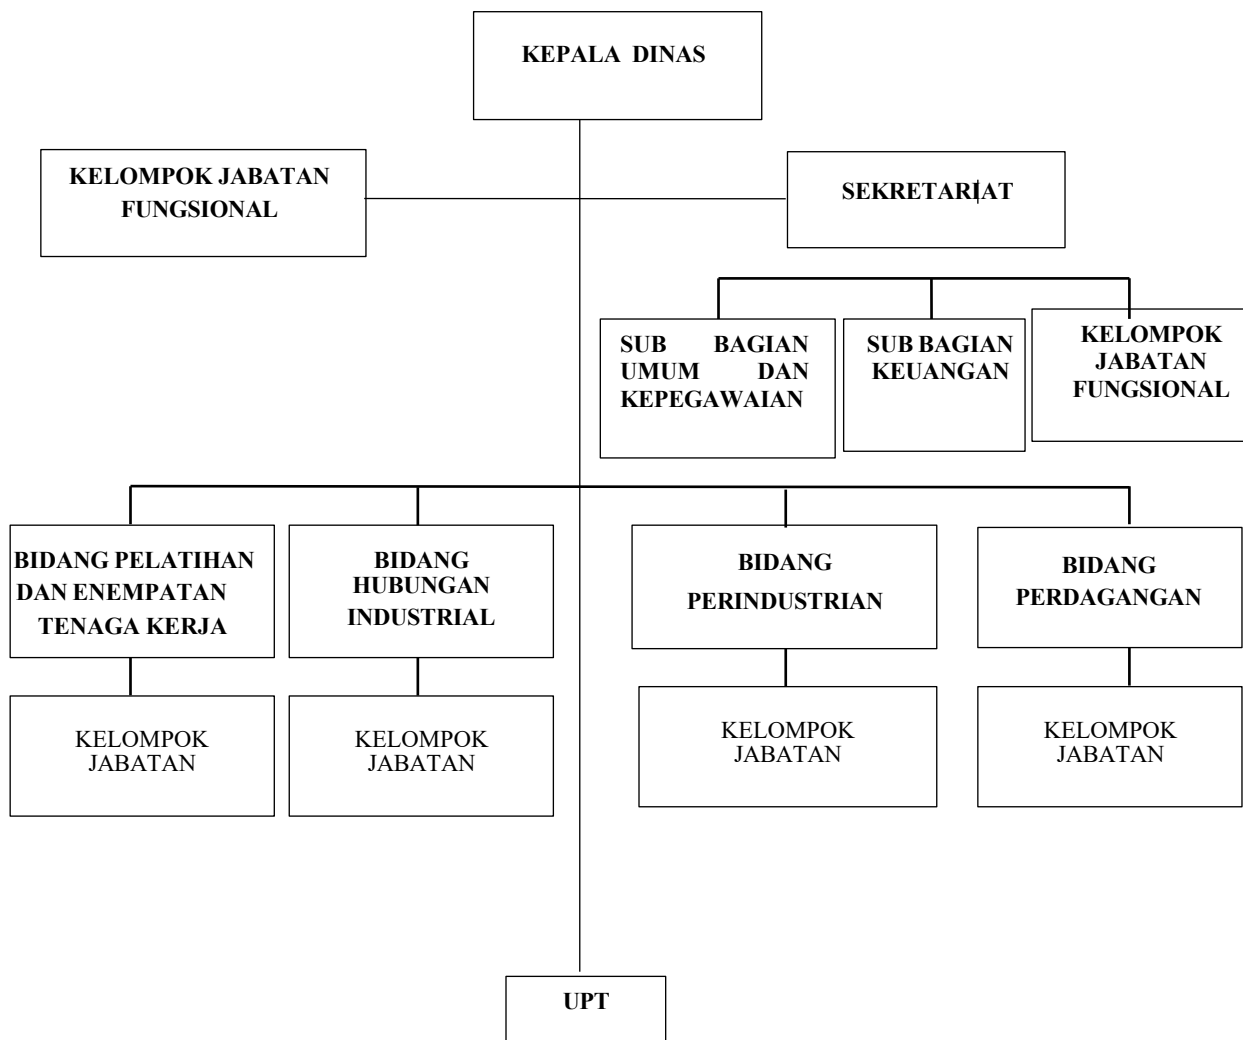 KEPALA DINAS
KELOMPOK JABATAN
FUNGSIONAL
SEKRETARIAT
SUB BAGIAN
UMUM DAN
KEPEGAWAIAN
SUB BAGIAN
KEUANGAN
KELOMPOK
JABATAN
FUNGSIONAL
BIDANG PELATIHAN
DAN ENEMPATAN
TENAGA KERJA
BIDANG
HUBUNGAN
INDUSTRIAL
BIDANG
PERINDUSTRIAN
BIDANG
PERDAGANGAN
KELOMPOK
JABATAN
KELOMPOK
JABATAN
KELOMPOK
JABATAN
KELOMPOK
JABATAN
UPT